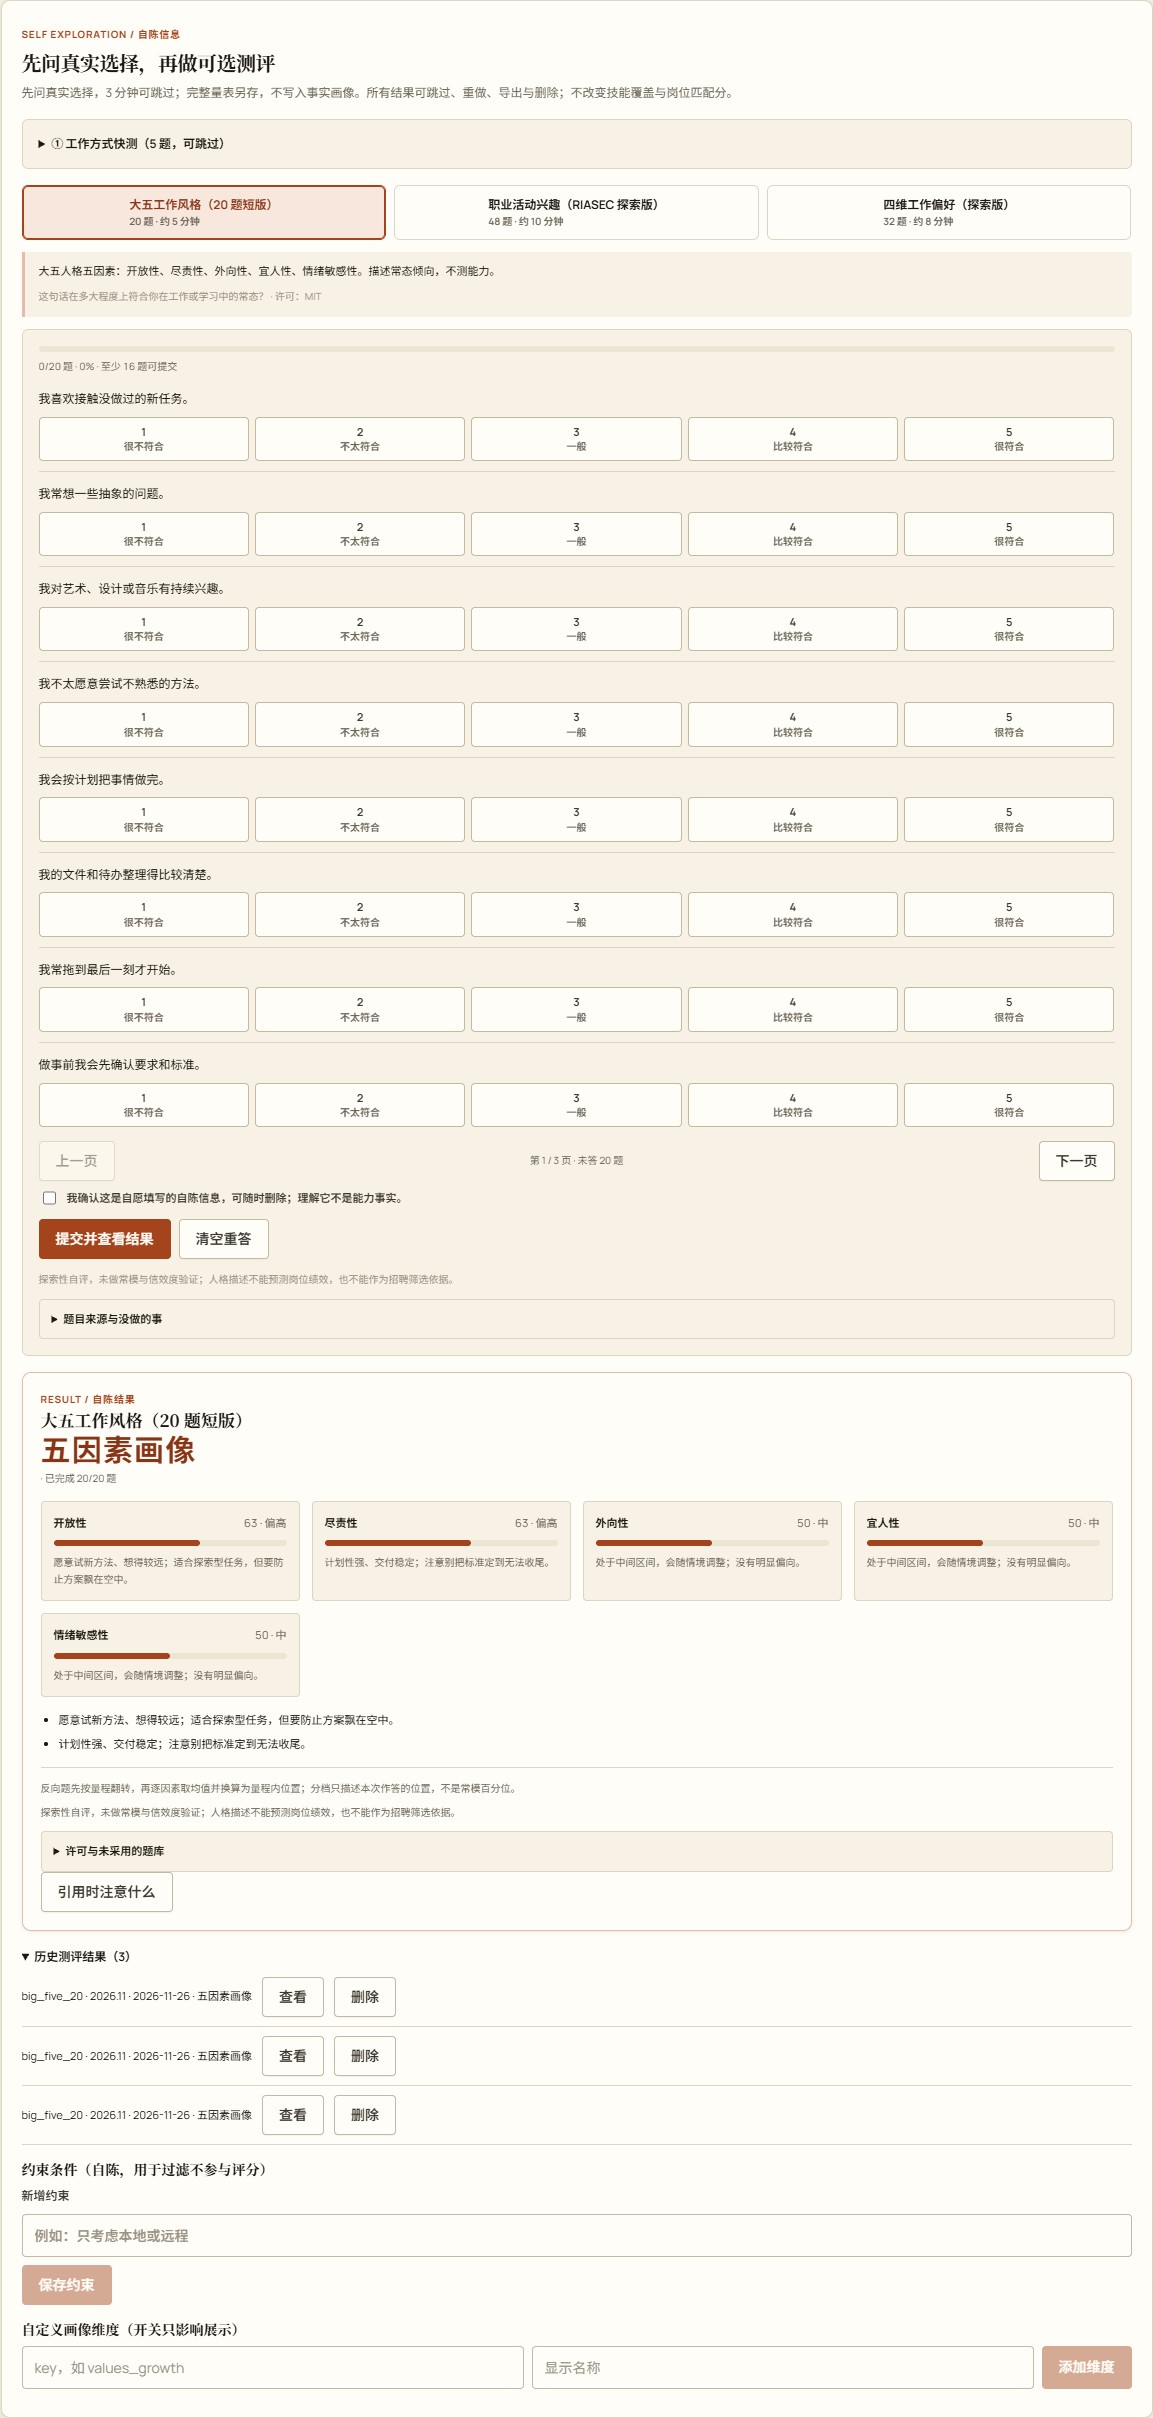 SELF EXPLORATION / 自陈信息
先问真实选择，再做可选测评
先问真实选择，3 分钟可跳过；完整量表另存，不写入事实画像。所有结果可跳过、重做、导出与删除；不改变技能覆盖与岗位匹配分。
▶ ① 工作方式快测（5 题，可跳过）
大五工作风格（20 题短版）
20 题 · 约 5 分钟
职业活动兴趣（RIASEC 探索版）
48 题 · 约 10 分钟
四维工作偏好（探索版）
32 题 · 约 8 分钟
大五人格五因素：开放性、尽责性、外向性、宜人性、情绪敏感性。描述常态倾向，不测能力。
这句话在多大程度上符合你在工作或学习中的常态？ · 许可：MIT
0/20 题 · 0% · 至少 16 题可提交
我喜欢接触没做过的新任务。
1 2 3 4 5
很不符合 不太符合 一般 比较符合 很符合
我常想一些抽象的问题。
1 2 3 4 5
很不符合 不太符合 一般 比较符合 很符合
我对艺术、设计或音乐有持续兴趣。
1 2 3 4 5
很不符合 不太符合 一般 比较符合 很符合
我不太愿意尝试不熟悉的方法。
1 2 3 4 5
很不符合 不太符合 一般 比较符合 很符合
我会按计划把事情做完。
1 2 3 4 5
很不符合 不太符合 一般 比较符合 很符合
我的文件和待办整理得比较清楚。
1 2 3 4 5
很不符合 不太符合 一般 比较符合 很符合
我常拖到最后一刻才开始。
1 2 3 4 5
很不符合 不太符合 一般 比较符合 很符合
做事前我会先确认要求和标准。
1 2 3 4 5
很不符合 不太符合 一般 比较符合 很符合
上一页 第 1 / 3 页 · 未答 20 题 下一页
我确认这是自愿填写的自陈信息，可随时删除；理解它不是能力事实。
提交并查看结果 清空重答
探索性自评，未做常模与信效度验证；人格描述不能预测岗位绩效，也不能作为招聘筛选依据。
▶ 题目来源与没做的事
RESULT / 自陈结果
大五工作风格（20 题短版）
五因素画像
· 已完成 20/20 题
开放性 63 · 偏高
愿意试新方法、想得较远；适合探索型任务，但要防
止方案飘在空中。
尽责性 63 · 偏高
计划性强、交付稳定；注意别把标准定到无法收尾。
外向性 50 · 中
处于中间区间，会随情境调整；没有明显偏向。
宜人性 50 · 中
处于中间区间，会随情境调整；没有明显偏向。
情绪敏感性 50 · 中
处于中间区间，会随情境调整；没有明显偏向。
• 愿意试新方法、想得较远；适合探索型任务，但要防止方案飘在空中。
• 计划性强、交付稳定；注意别把标准定到无法收尾。
反向题先按量程翻转，再逐因素取均值并换算为量程内位置；分档只描述本次作答的位置，不是常模百分位。
探索性自评，未做常模与信效度验证；人格描述不能预测岗位绩效，也不能作为招聘筛选依据。
▶ 许可与未采用的题库
引用时注意什么
▼ 历史测评结果（3）
big_five_20 · 2026.11 · 2026-11-26 · 五因素画像 查看 删除
big_five_20 · 2026.11 · 2026-11-26 · 五因素画像 查看 删除
big_five_20 · 2026.11 · 2026-11-26 · 五因素画像 查看 删除
约束条件（自陈，用于过滤不参与评分）
新增约束
例如：只考虑本地或远程
保存约束
自定义画像维度（开关只影响展示）
key，如 values_growth 显示名称 添加维度